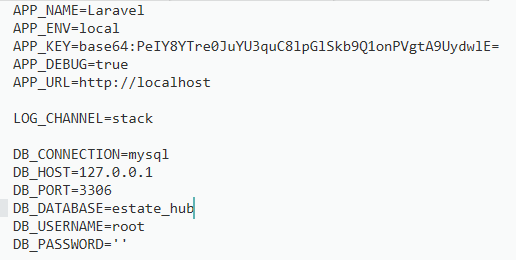 APP_NAME=Laravel
APP_ENV=local
APP_KEY=base64:PeIY8YTre0JuYU3quC8lpGlSkb9Q1onPVgtA9UydwlE=
APP_DEBUG=true
APP_URL=http://localhost
LOG_CHANNEL=stack
DB_CONNECTION=mysql
DB_HOST=127.0.0.1
DB_PORT=3306
DB_DATABASE=estate_hub
DB_USERNAME=root
DB_PASSWORD=''